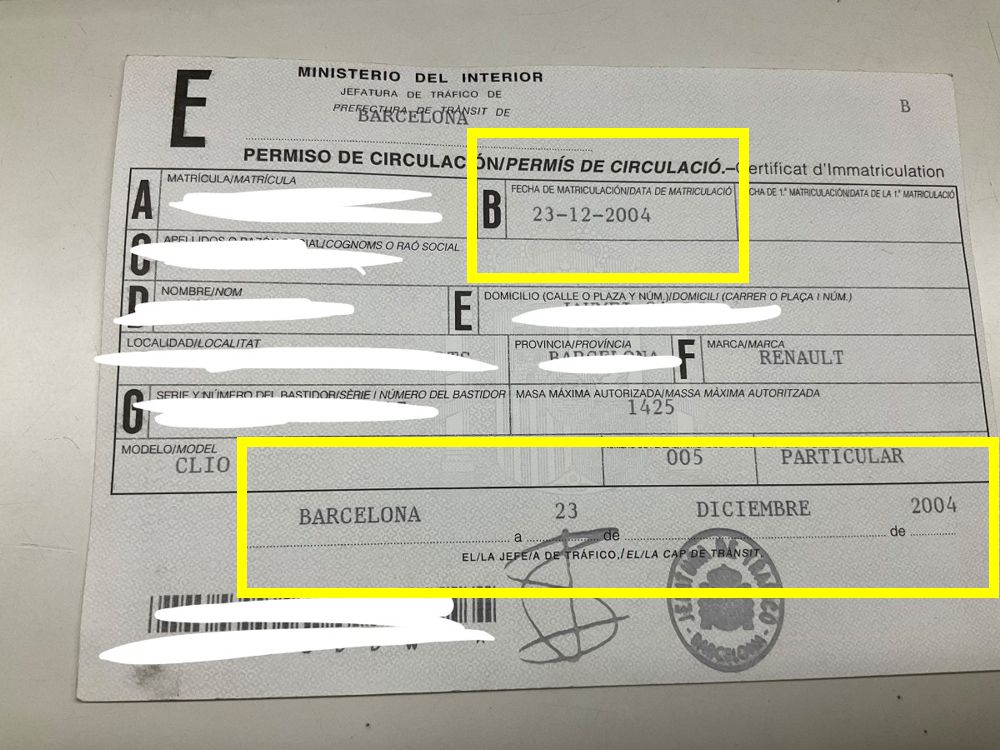 E
MINISTERIO DEL INTERIOR
JEFATURA DE TRÁFICO DE
PREFECTURA DE TRÀNSIT DE
BARCELONA
B
PERMISO DE CIRCULACIÓN/PERMÍS DE CIRCULACIÓ.–Certificat d'Immatriculation
A MATRÍCULA/MATRÍCULA
B FECHA DE MATRICULACIÓN/DATA DE MATRICULACIÓ
23-12-2004
CHA DE 1.ª MATRICULACIÓN/DATA DE LA 1.ª MATRICULACIÓ
C APELLIDOS O RAZÓN SOCIAL/COGNOMS O RAÓ SOCIAL
D NOMBRE/NOM
E DOMICILIO (CALLE O PLAZA Y NÚM.)/DOMICILI (CARRER O PLAÇA I NÚM.)
LOCALIDAD/LOCALITAT
PROVINCIA/PROVÍNCIA
BARCELONA
F MARCA/MARCA
RENAULT
G SERIE Y NÚMERO DEL BASTIDOR/SÈRIE I NÚMERO DEL BASTIDOR
MASA MÁXIMA AUTORIZADA/MASSA MÀXIMA AUTORITZADA
1425
MODELO/MODEL
CLIO
005
PARTICULAR
BARCELONA a 23 de DICIEMBRE de 2004
EL/LA JEFE/A DE TRÁFICO,/EL/LA CAP DE TRÀNSIT,
JEFATURA DE TRAFICO
BARCELONA